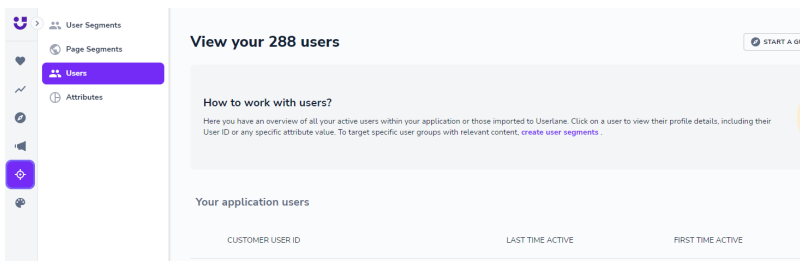 User Segments
Page Segments
Users
Attributes
View your 288 users
START A
How to work with users?
Here you have an overview of all your active users within your application or those imported to Userlane. Click on a user to view their profile details, including their
User ID or any specific attribute value. To target specific user groups with relevant content, create user segments .
Your application users
CUSTOMER USER ID LAST TIME ACTIVE FIRST TIME ACTIVE